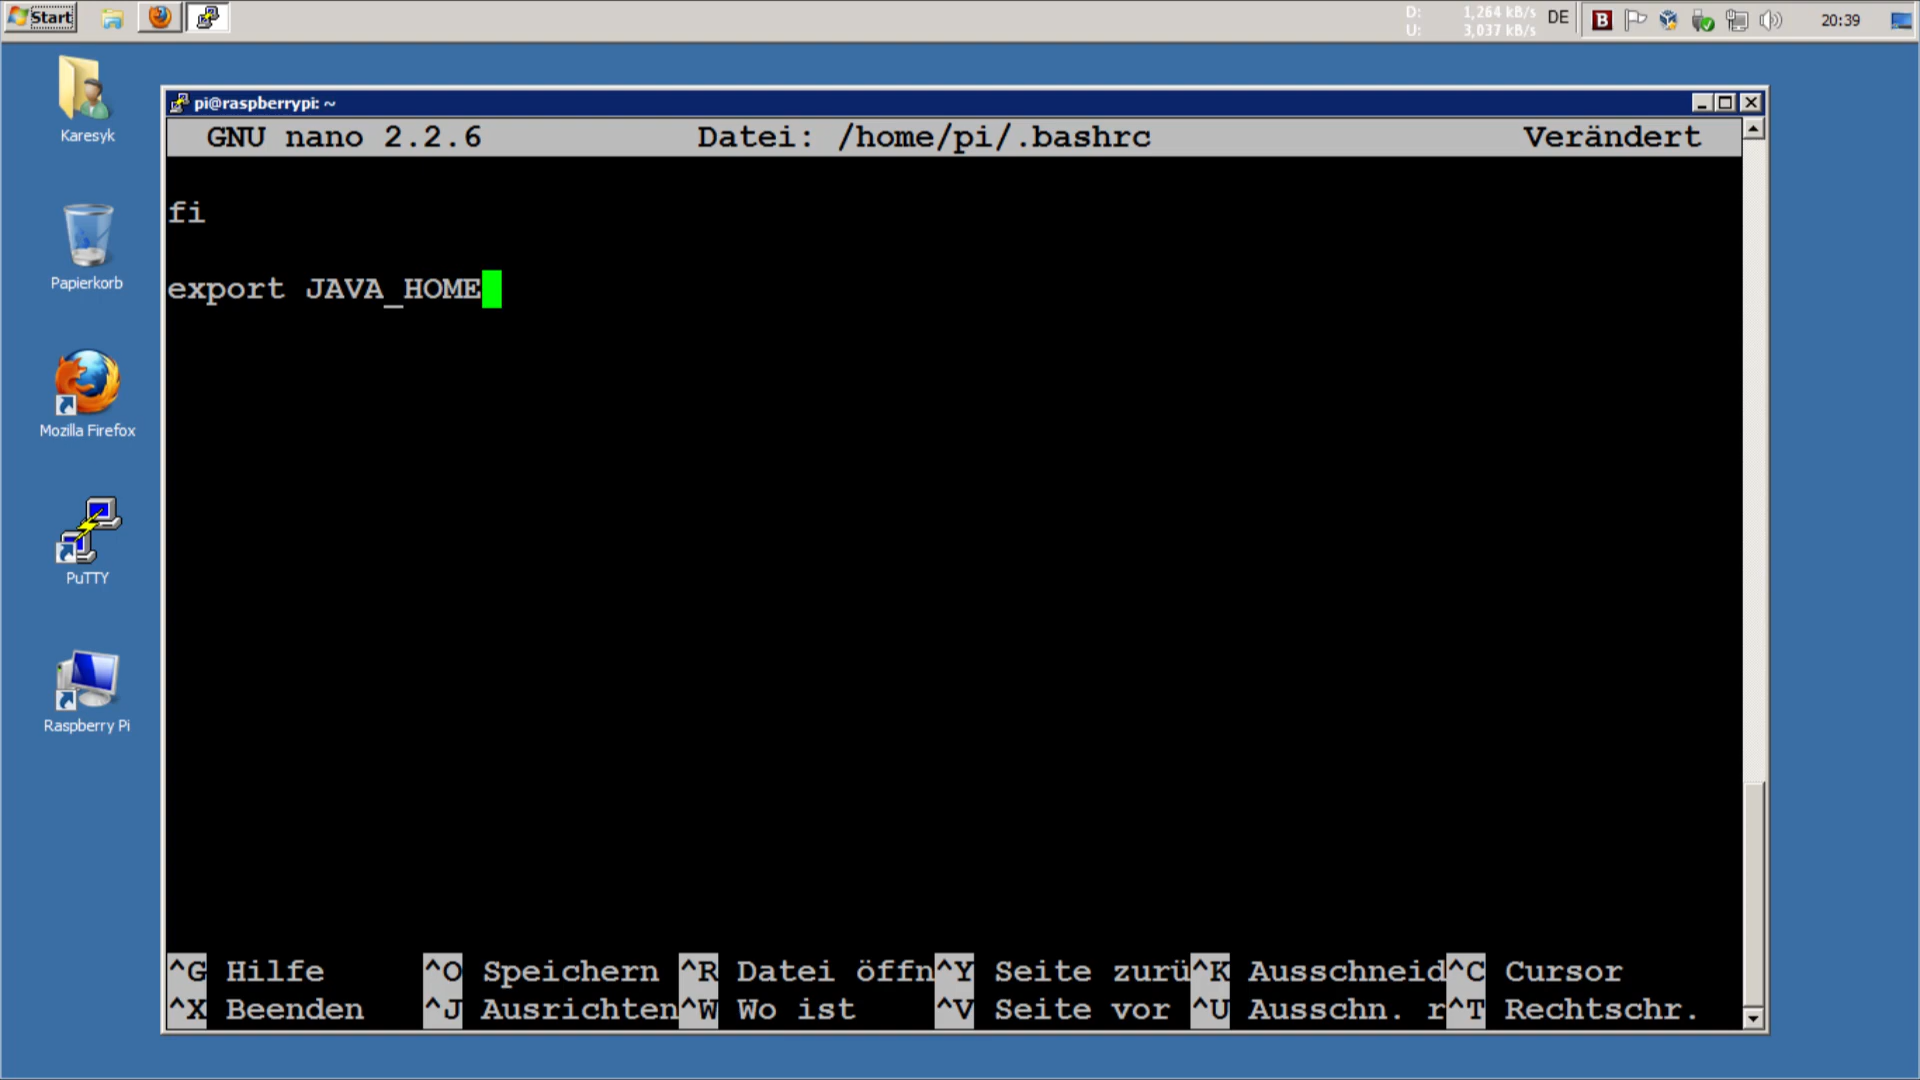 Start
D: 1,264 kB/s
U: 3,037 kB/s
DE
B
20:39
Karesyk
Papierkorb
Mozilla Firefox
PuTTY
Raspberry Pi
pi@raspberrypi: ~
GNU nano 2.2.6 Datei: /home/pi/.bashrc Verändert
fi
export JAVA_HOME
^G Hilfe ^O Speichern ^R Datei öffn^Y Seite zurü^K Ausschneid^C Cursor
^X Beenden ^J Ausrichten^W Wo ist ^V Seite vor ^U Ausschn. r^T Rechtschr.